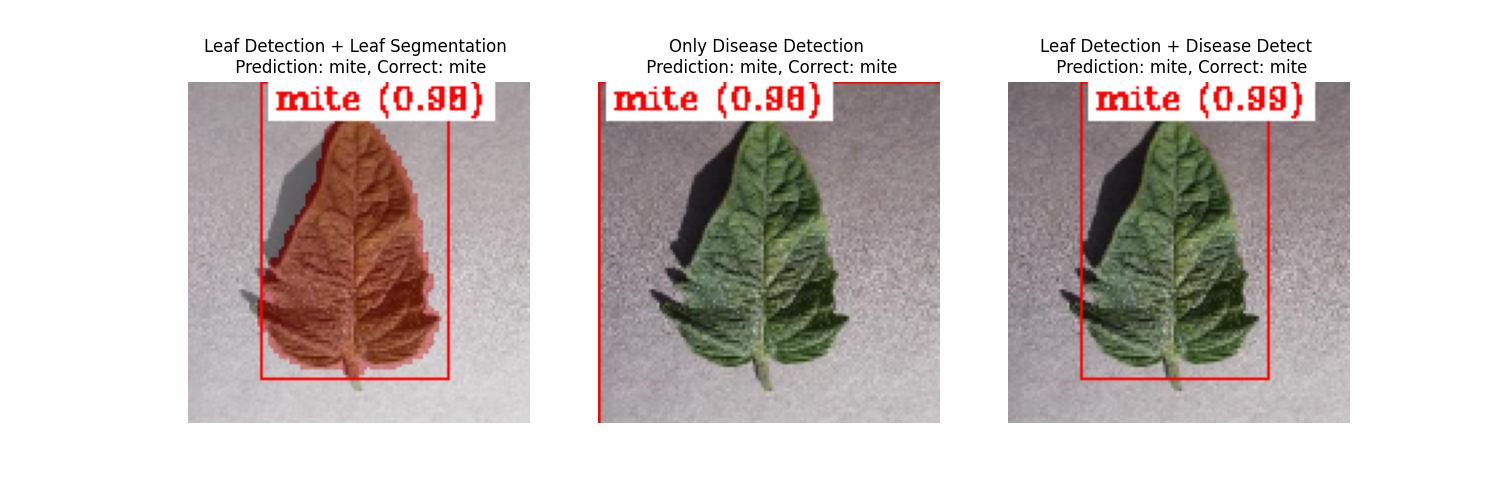 Leaf Detection + Leaf Segmentation
Prediction: mite, Correct: mite
mite (0.98)
Only Disease Detection
Prediction: mite, Correct: mite
mite (0.98)
Leaf Detection + Disease Detect
Prediction: mite, Correct: mite
mite (0.99)